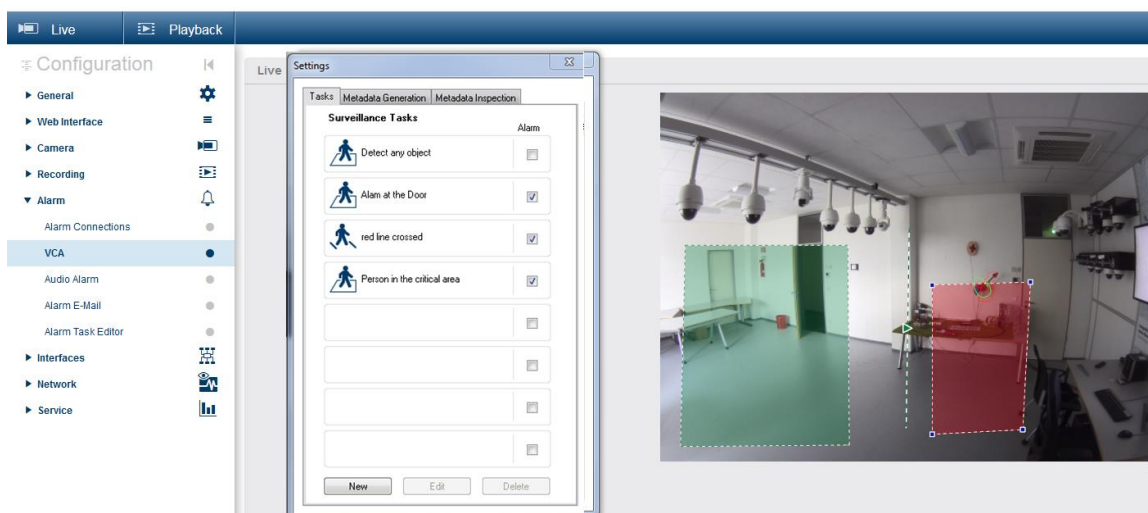 Live
Playback
Configuration
General
Web Interface
Camera
Recording
Alarm
Alarm Connections
VCA
Audio Alarm
Alarm E-Mail
Alarm Task Editor
Interfaces
Network
Service
Live
Settings
Tasks
Metadata Generation
Metadata Inspection
Surveillance Tasks
Alarm
Detect any object
Alam at the Door
red line crossed
Person in the critical area
New
Edit
Delete